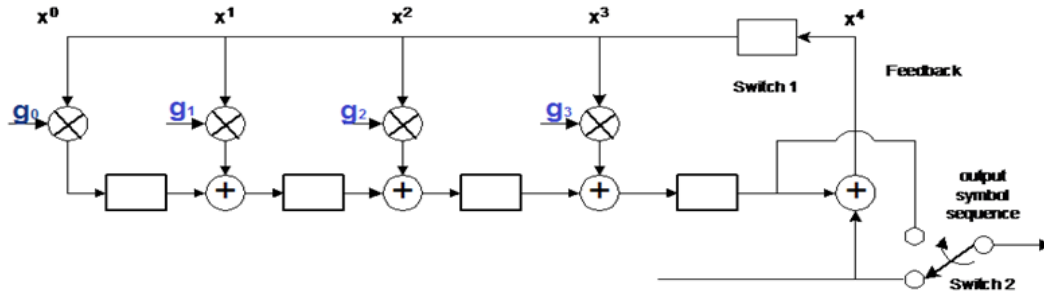 x⁰ x¹ x² x³ x⁴
Switch 1
Feedback
g₀ g₁ g₂ g₃
+ + + +
output
symbol
sequence
Switch 2